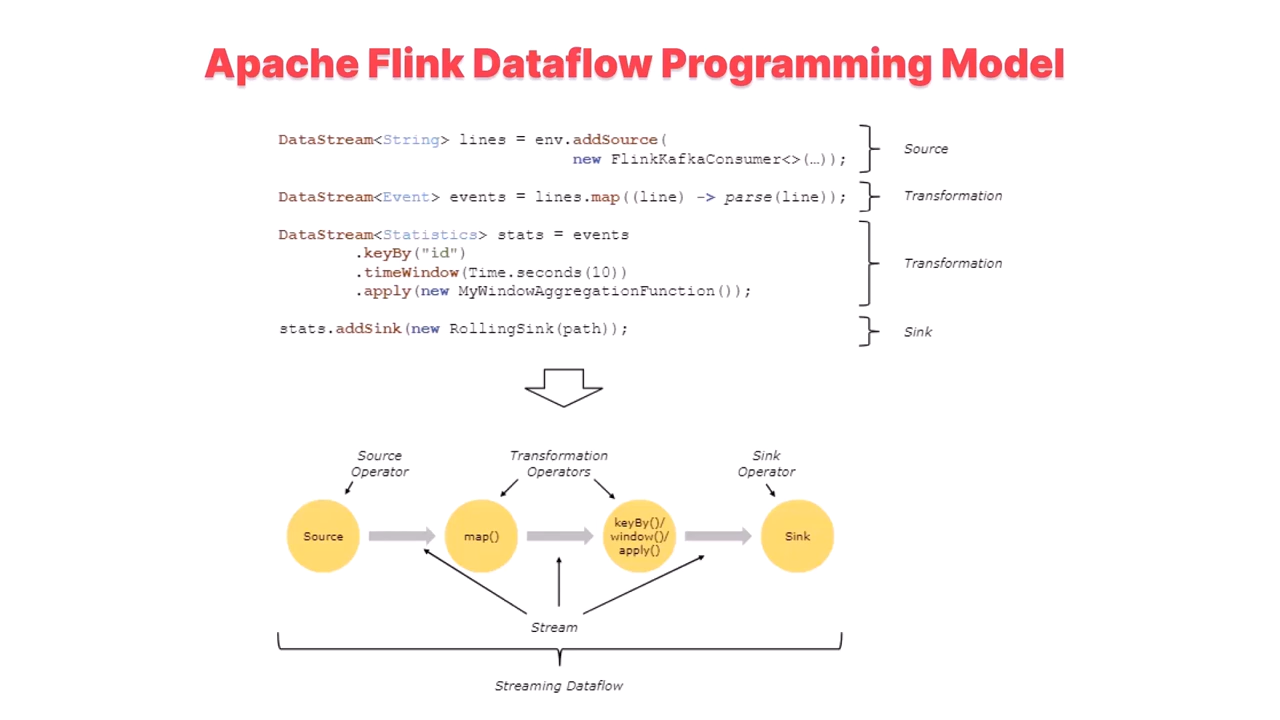 Apache Flink Dataflow Programming Model
DataStream<String> lines = env.addSource(
new FlinkKafkaConsumer<>(…));
Source
DataStream<Event> events = lines.map((line) -> parse(line));
Transformation
DataStream<Statistics> stats = events
.keyBy("id")
.timeWindow(Time.seconds(10))
.apply(new MyWindowAggregationFunction());
Transformation
stats.addSink(new RollingSink(path));
Sink
Source
Operator
Transformation
Operators
Sink
Operator
Source
map()
keyBy()/
window()/
apply()
Sink
Stream
Streaming Dataflow